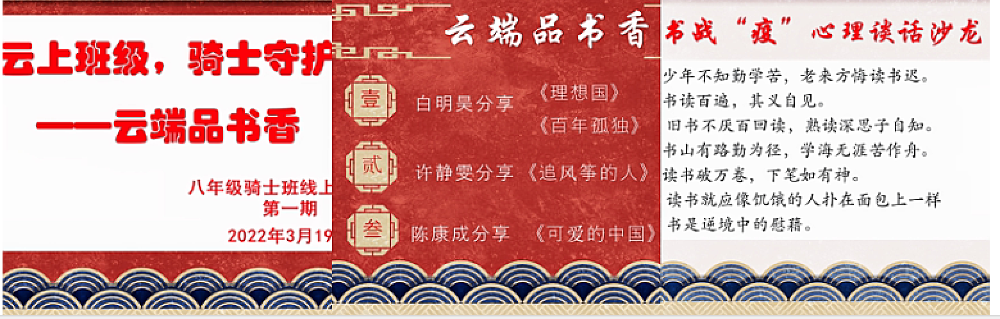 云上班级，骑士守护
——云端品书香
八年级骑士班线上
第一期
2022年3月19
云端品书香
壹
白明昊分享
《理想国》
《百年孤独》
贰
许静雯分享《追风筝的人》
叁
陈康成分享《可爱的中国》
书战“疫”心理谈话沙龙
少年不知勤学苦，老来方悔读书迟。
书读百遍，其义自见。
旧书不厌百回读，熟读深思子自知。
书山有路勤为径，学海无涯苦作舟。
读书破万卷，下笔如有神。
读书就应像饥饿的人扑在面包上一样
书是逆境中的慰藉。